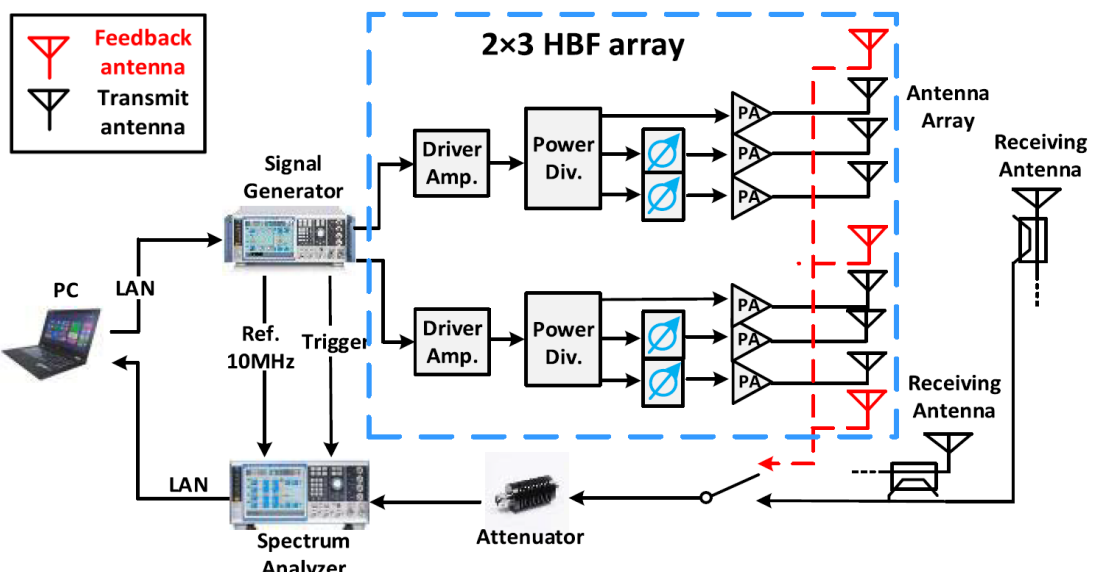 Feedback
antenna
Transmit
antenna
2×3 HBF array
Antenna
Array
Receiving
Antenna
Signal
Generator
Driver
Amp.
Power
Div.
PA
PA
PA
PC
LAN
Ref.
10MHz
Trigger
Driver
Amp.
Power
Div.
PA
PA
PA
Receiving
Antenna
LAN
Attenuator
Spectrum
Analyzer